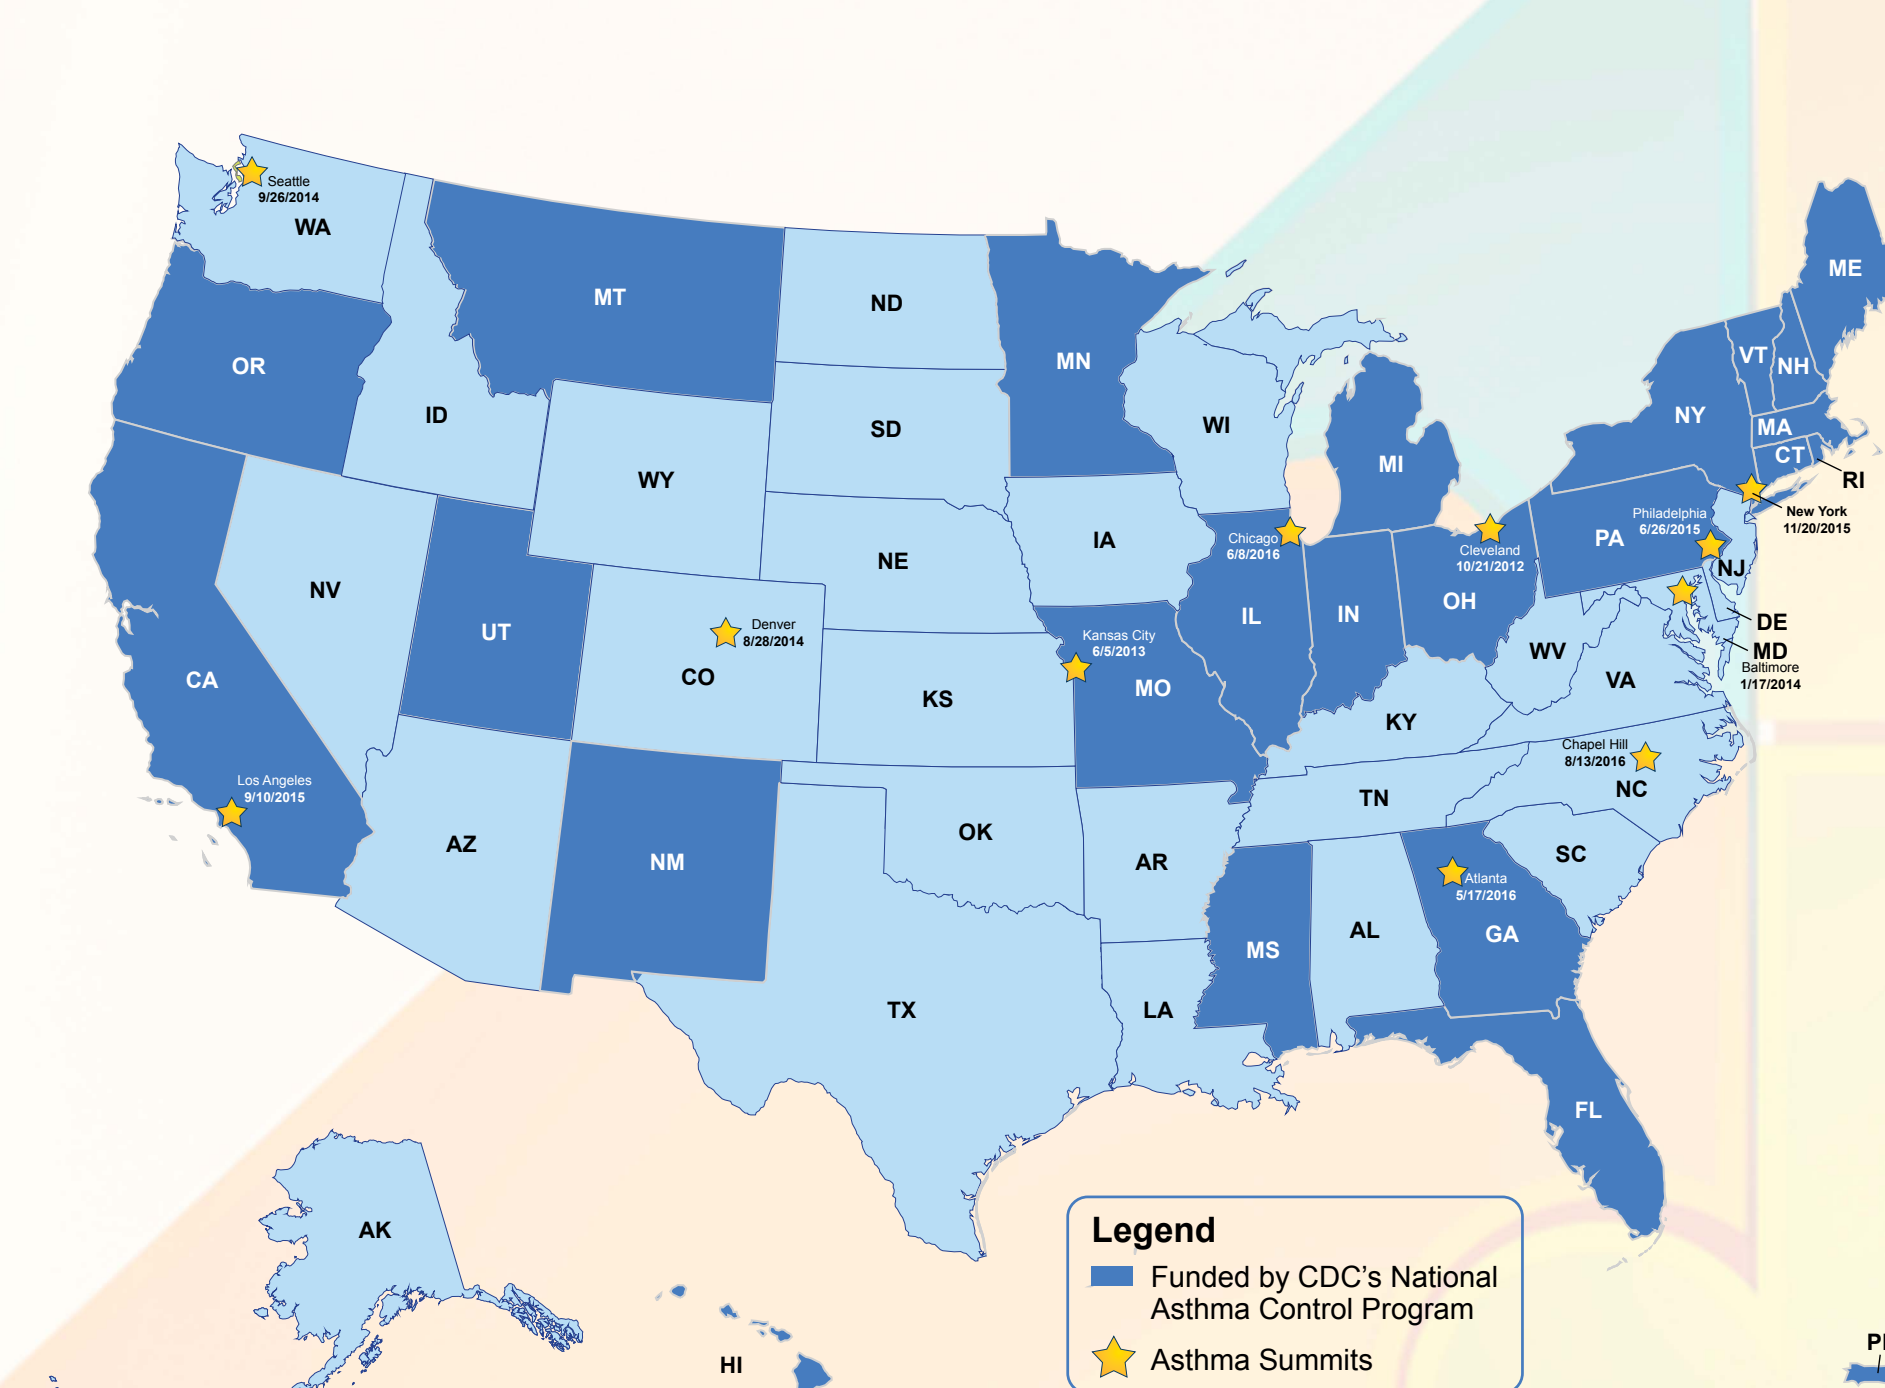 Seattle
9/26/2014
WA
MT
ND
MN
ME
OR
ID
SD
WI
MI
VT
NH
NY
MA
CT
RI
WY
New York
11/20/2015
Philadelphia
6/26/2015
PA
NJ
Chicago
6/8/2016
Cleveland
10/21/2012
IA
NE
NV
UT
Denver
8/28/2014
CO
IL
IN
OH
DE
MD
Baltimore
1/17/2014
WV
VA
Kansas City
6/5/2013
MO
KS
CA
KY
Chapel Hill
8/13/2016
NC
Los Angeles
9/10/2015
TN
AZ
NM
OK
AR
SC
Atlanta
5/17/2016
GA
MS
AL
TX
LA
FL
AK
HI
Legend
Funded by CDC's National
Asthma Control Program
Asthma Summits